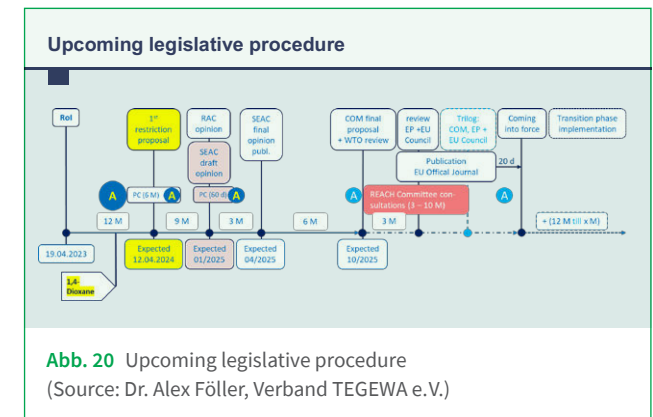 Upcoming legislative procedure
RoI
1st
restriction
proposal
RAC
opinion
SEAC
draft
opinion
SEAC
final
opinion
publ.
COM final
proposal
+ WTO review
review
EP +EU
Council
Trilog:
COM, EP +
EU Council
Coming
into force
Transition phase
implementation
Publication
EU Offical Journal
20 d
A
PC (6 M)
A
PC (60 d)
A
A
REACH Committee con-
sultations (3 – 10 M)
A
12 M
9 M
3 M
6 M
3 M
+ (12 M till x M)
19.04.2023
Expected
12.04.2024
Expected
01/2025
Expected
04/2025
Expected
10/2025
1,4-
Dioxane
Abb. 20 Upcoming legislative procedure
(Source: Dr. Alex Föller, Verband TEGEWA e.V.)